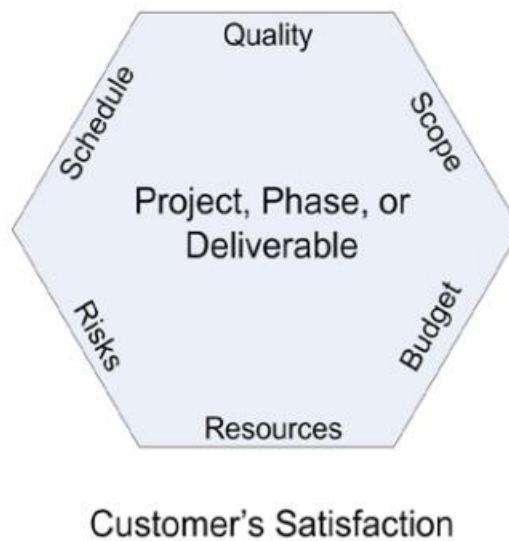 Quality
Schedule
Scope
Project, Phase, or
Deliverable
Risks
Budget
Resources
Customer's Satisfaction